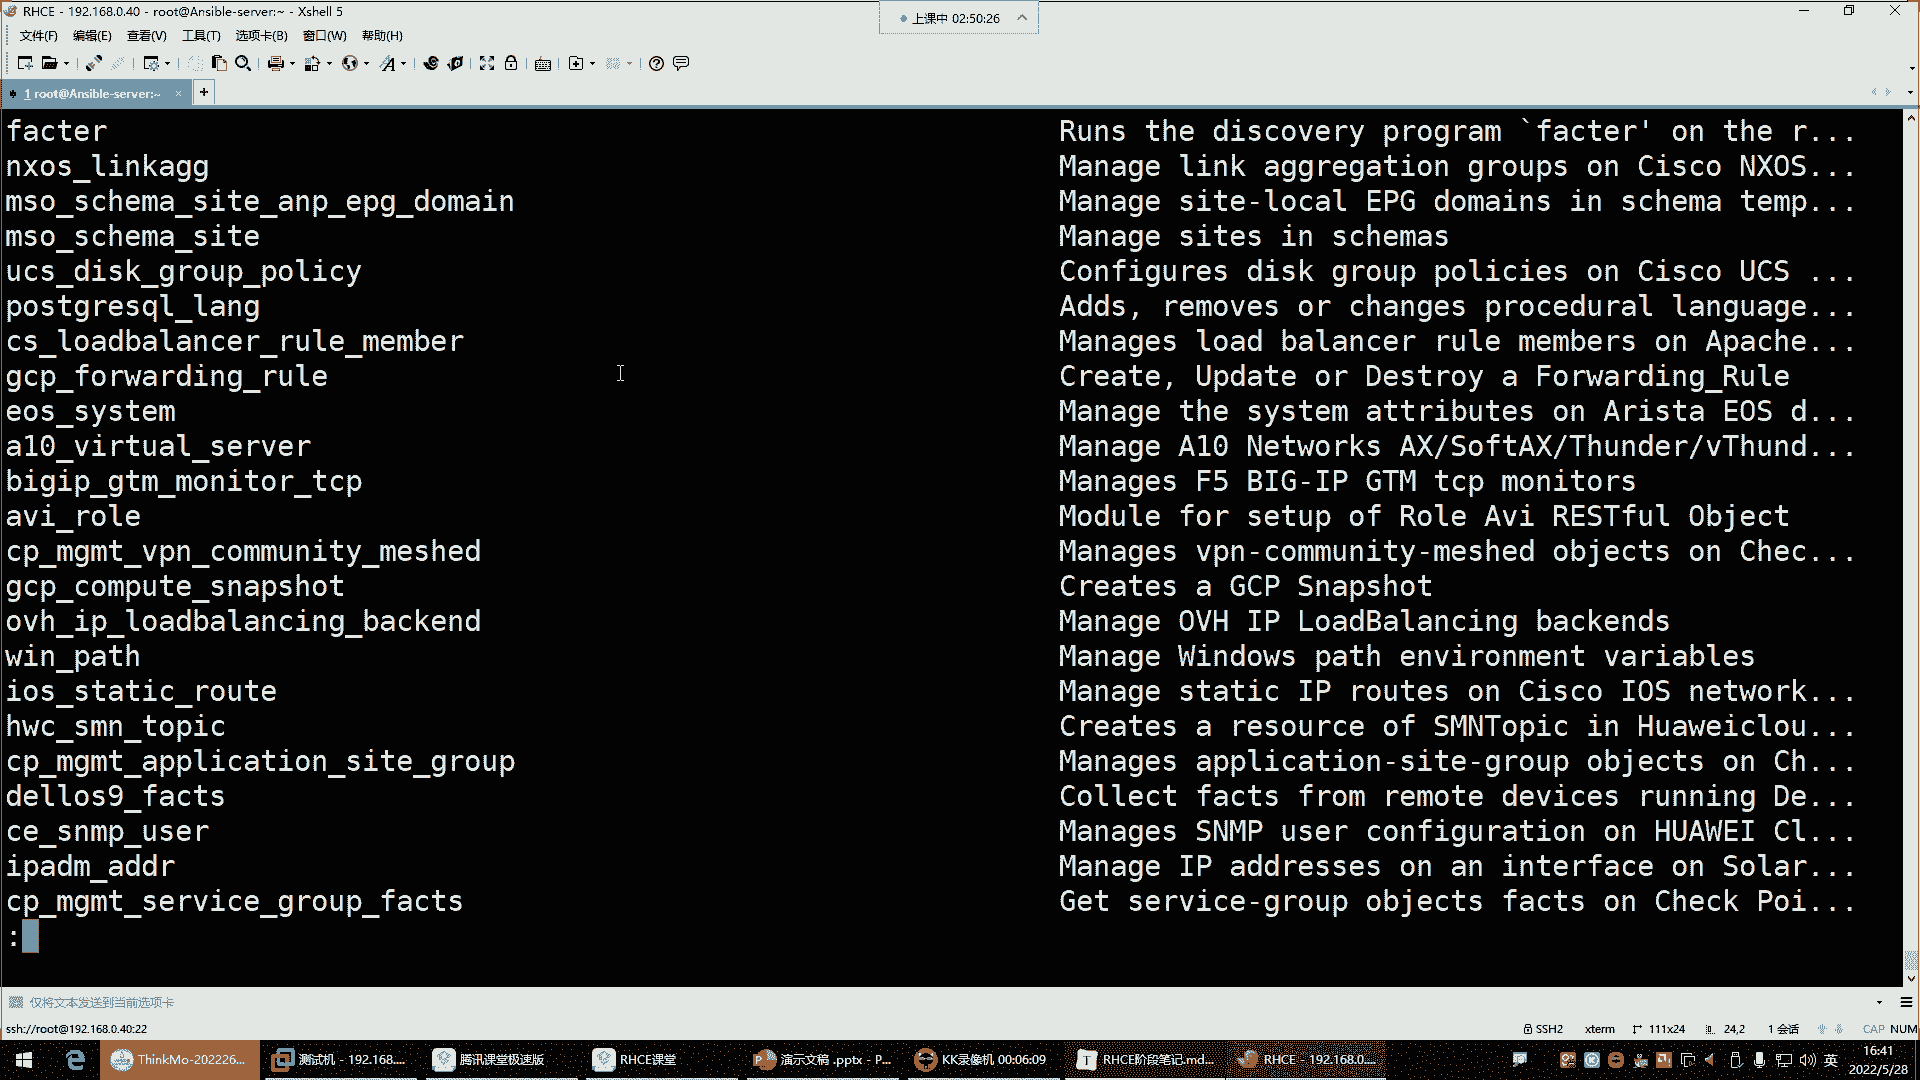 RHCE - 192.168.0.40 - root@Ansible-server:~ - Xshell 5
上课中 02:50:26
文件(F) 编辑(E) 查看(V) 工具(T) 选项卡(B) 窗口(W) 帮助(H)
1 root@Ansible-server:~ × +
facter Runs the discovery program `facter' on the r...
nxos_linkagg Manage link aggregation groups on Cisco NXOS...
mso_schema_site_anp_epg_domain Manage site-local EPG domains in schema temp...
mso_schema_site Manage sites in schemas
ucs_disk_group_policy Configures disk group policies on Cisco UCS ...
postgresql_lang Adds, removes or changes procedural language...
cs_loadbalancer_rule_member Manages load balancer rule members on Apache...
gcp_forwarding_rule Create, Update or Destroy a Forwarding_Rule
eos_system Manage the system attributes on Arista EOS d...
a10_virtual_server Manage A10 Networks AX/SoftAX/Thunder/vThund...
bigip_gtm_monitor_tcp Manages F5 BIG-IP GTM tcp monitors
avi_role Module for setup of Role Avi RESTful Object
cp_mgmt_vpn_community_meshed Manages vpn-community-meshed objects on Chec...
gcp_compute_snapshot Creates a GCP Snapshot
ovh_ip_loadbalancing_backend Manage OVH IP LoadBalancing backends
win_path Manage Windows path environment variables
ios_static_route Manage static IP routes on Cisco IOS network...
hwc_smn_topic Creates a resource of SMNTopic in Huaweiclou...
cp_mgmt_application_site_group Manages application-site-group objects on Ch...
dellos9_facts Collect facts from remote devices running De...
ce_snmp_user Manages SNMP user configuration on HUAWEI Cl...
ipadm_addr Manage IP addresses on an interface on Solar...
cp_mgmt_service_group_facts Get service-group objects facts on Check Poi...
:
仅将文本发送到当前选项卡
ssh://root@192.168.0.40:22 SSH2 xterm 111x24 24,2 1 会话 CAP NUM
ThinkMo-202226... 测试机 - 192.168.... 腾讯课堂极速版 RHCE课堂 演示文稿 .pptx - P... KK录像机 00:06:09 RHCE阶段笔记.md... RHCE - 192.168.0.... 英 16:41
2022/5/28